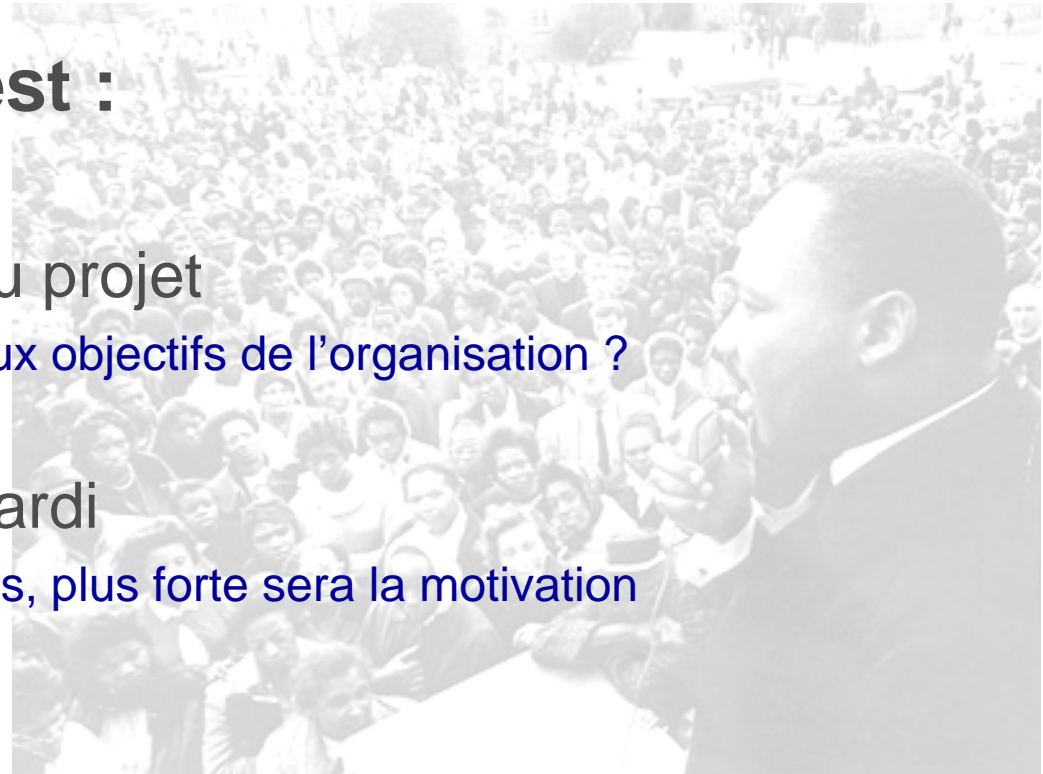 est :
u projet
ux objectifs de l’organisation ?
ardi
s, plus forte sera la motivation